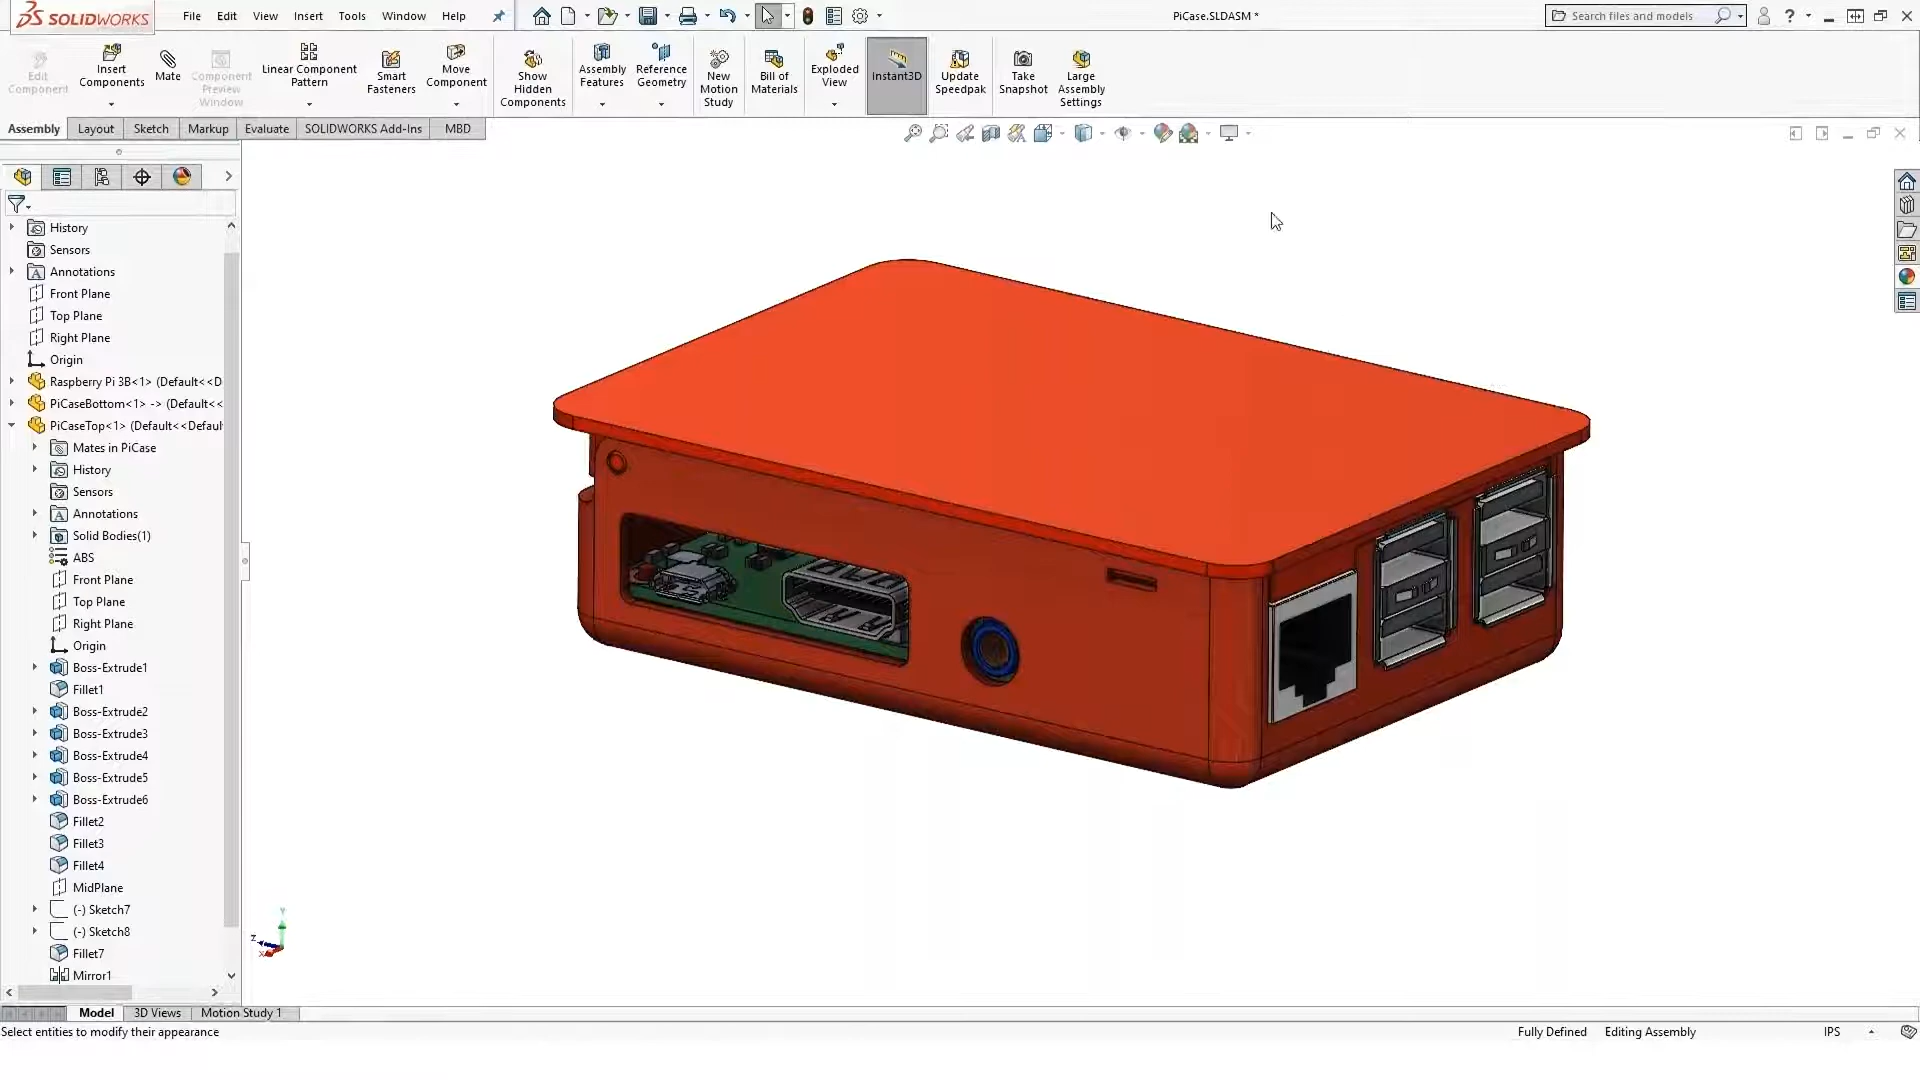 SOLIDWORKS File Edit View Insert Tools Window Help PiCase.SLDASM * Search files and models ?
Edit Component
Insert Components
Mate
Component Preview Window
Linear Component Pattern
Smart Fasteners
Move Component
Show Hidden Components
Assembly Features
Reference Geometry
New Motion Study
Bill of Materials
Exploded View
Instant3D
Update Speedpak
Take Snapshot
Large Assembly Settings
Assembly Layout Sketch Markup Evaluate SOLIDWORKS Add-Ins MBD
History
Sensors
Annotations
Front Plane
Top Plane
Right Plane
Origin
Raspberry Pi 3B<1> (Default<<D
PiCaseBottom<1> -> (Default<<
PiCaseTop<1> (Default<<Defaul
Mates in PiCase
History
Sensors
Annotations
Solid Bodies(1)
ABS
Front Plane
Top Plane
Right Plane
Origin
Boss-Extrude1
Fillet1
Boss-Extrude2
Boss-Extrude3
Boss-Extrude4
Boss-Extrude5
Boss-Extrude6
Fillet2
Fillet3
Fillet4
MidPlane
(-) Sketch7
(-) Sketch8
Fillet7
Mirror1
Y
Z
X
Model 3D Views Motion Study 1
Select entities to modify their appearance Fully Defined Editing Assembly IPS